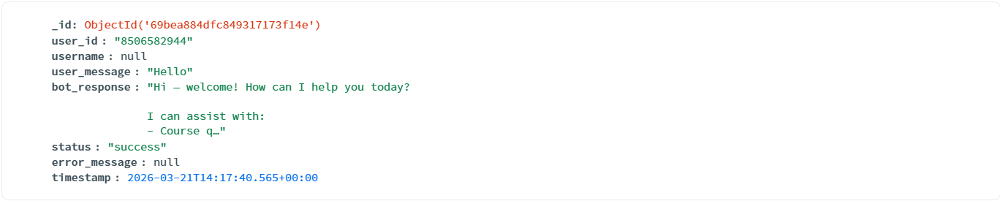 _id: ObjectId('69bea884dfc849317173f14e')
user_id : "8506582944"
username : null
user_message : "Hello"
bot_response : "Hi — welcome! How can I help you today?
I can assist with:
- Course q…"
status : "success"
error_message : null
timestamp : 2026-03-21T14:17:40.565+00:00